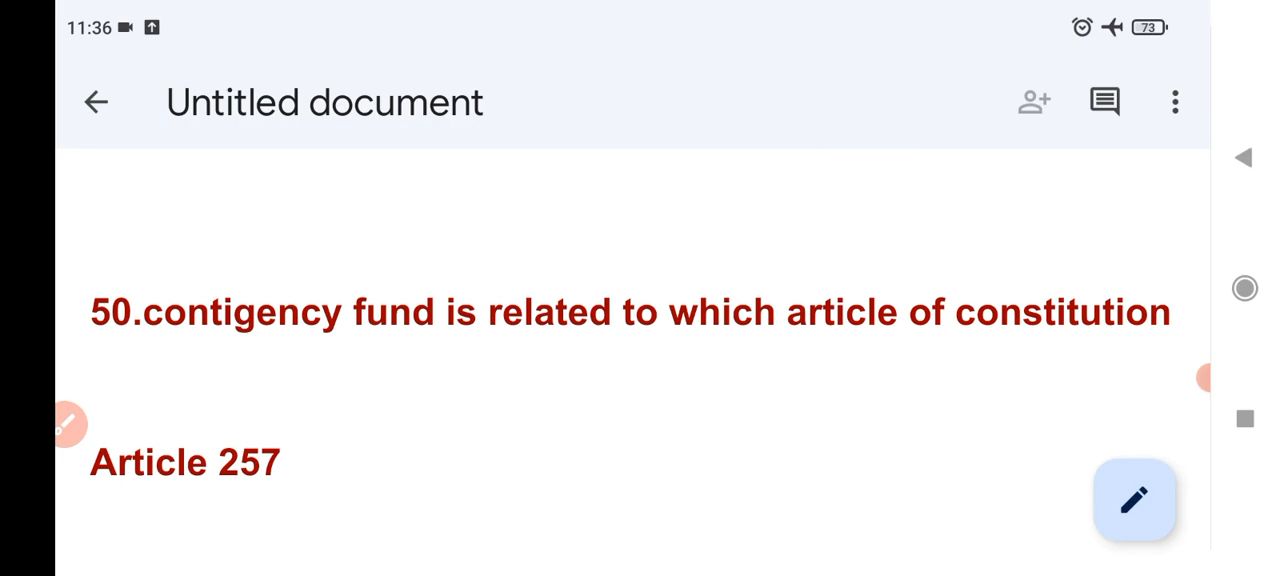 11:36
73
Untitled document
50.contigency fund is related to which article of constitution
Article 257